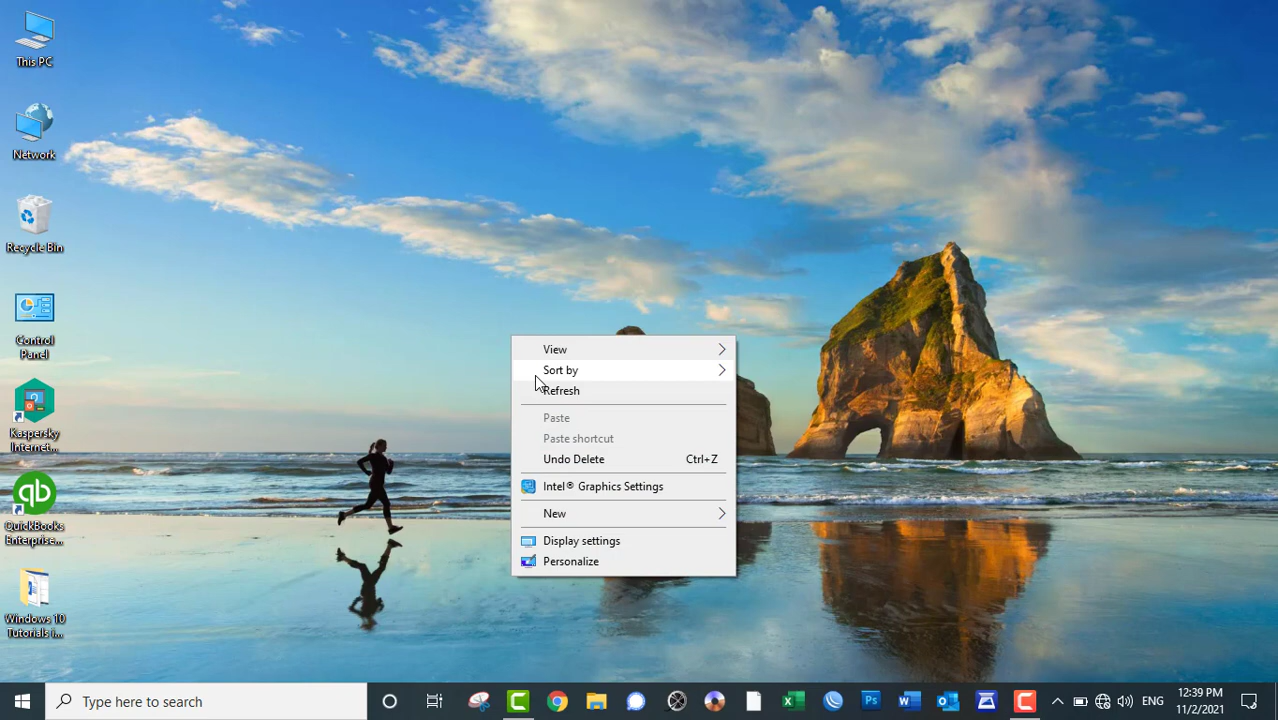 This PC
Network
Recycle Bin
Control
Panel
Kaspersky
Internet...
qb
QuickBooks
Enterprise...
Windows 10
Tutorials i...
View
Sort by
Refresh
Paste
Paste shortcut
Undo Delete Ctrl+Z
Intel® Graphics Settings
New
Display settings
Personalize
Type here to search
Ps
ENG
12:39 PM
11/2/2021